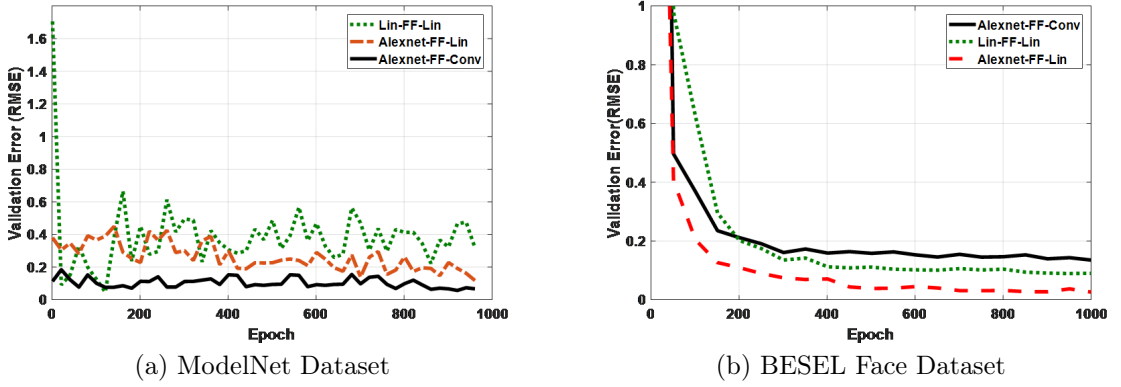 Validation Error (RMSE)
1.6
1.4
1.2
1
0.8
0.6
0.4
0.2
0
Lin-FF-Lin
Alexnet-FF-Lin
Alexnet-FF-Conv
0 200 400 600 800 1000
Epoch
(a) ModelNet Dataset
Validation Error(RMSE)
1
0.8
0.6
0.4
0.2
0
Alexnet-FF-Conv
Lin-FF-Lin
Alexnet-FF-Lin
0 200 400 600 800 1000
Epoch
(b) BESEL Face Dataset